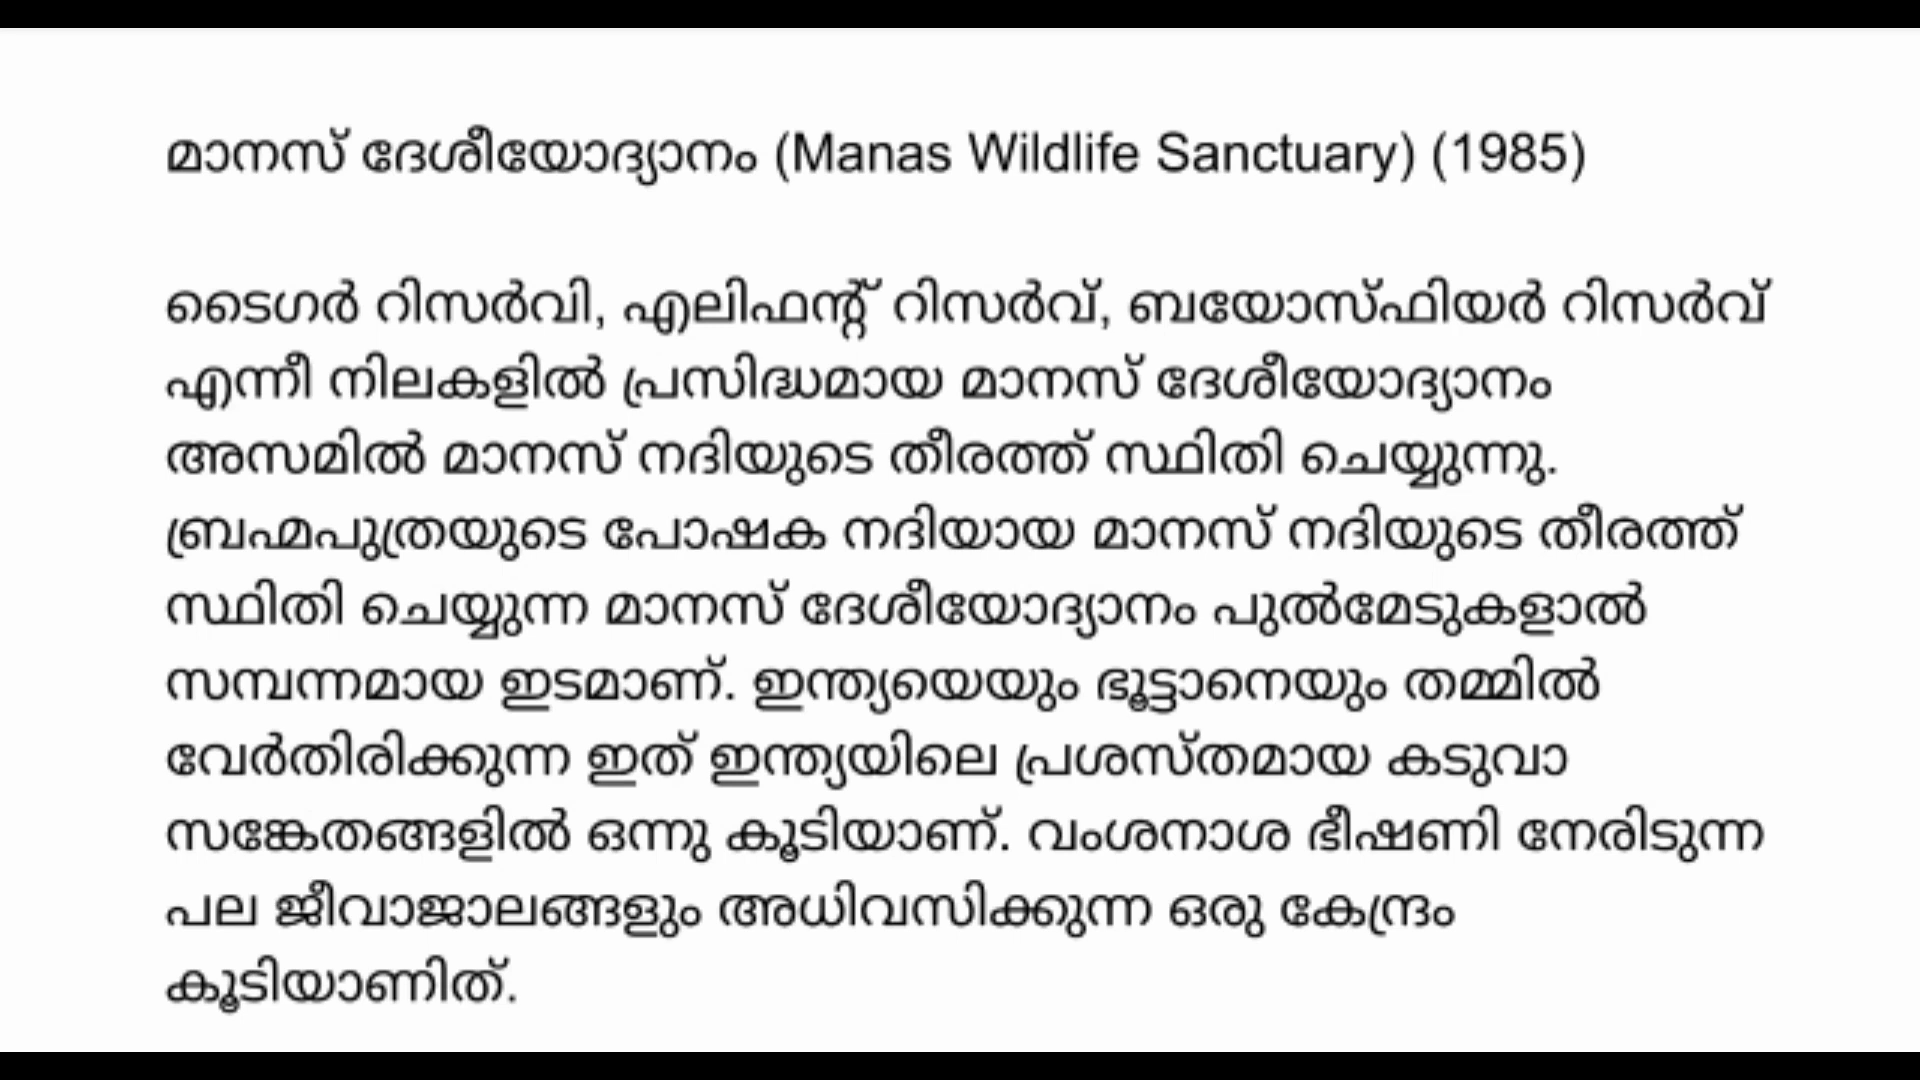 മാനസ് ദേശീയോദ്യാനം (Manas Wildlife Sanctuary) (1985)
ടൈഗർ റിസർവി, എലിഫന്റ് റിസർവ്, ബയോസ്ഫിയർ റിസർവ്
എന്നീ നിലകളിൽ പ്രസിദ്ധമായ മാനസ് ദേശീയോദ്യാനം
അസമിൽ മാനസ് നദിയുടെ തീരത്ത് സ്ഥിതി ചെയ്യുന്നു.
ബ്രഹ്മപുത്രയുടെ പോഷക നദിയായ മാനസ് നദിയുടെ തീരത്ത്
സ്ഥിതി ചെയ്യുന്ന മാനസ് ദേശീയോദ്യാനം പുൽമേടുകളാൽ
സമ്പന്നമായ ഇടമാണ്. ഇന്ത്യയെയും ഭൂട്ടാനെയും തമ്മിൽ
വേർതിരിക്കുന്ന ഇത് ഇന്ത്യയിലെ പ്രശസ്തമായ കടുവാ
സങ്കേതങ്ങളിൽ ഒന്നു കൂടിയാണ്. വംശനാശ ഭീഷണി നേരിടുന്ന
പല ജീവാജാലങ്ങളും അധിവസിക്കുന്ന ഒരു കേന്ദ്രം
കൂടിയാണിത്.